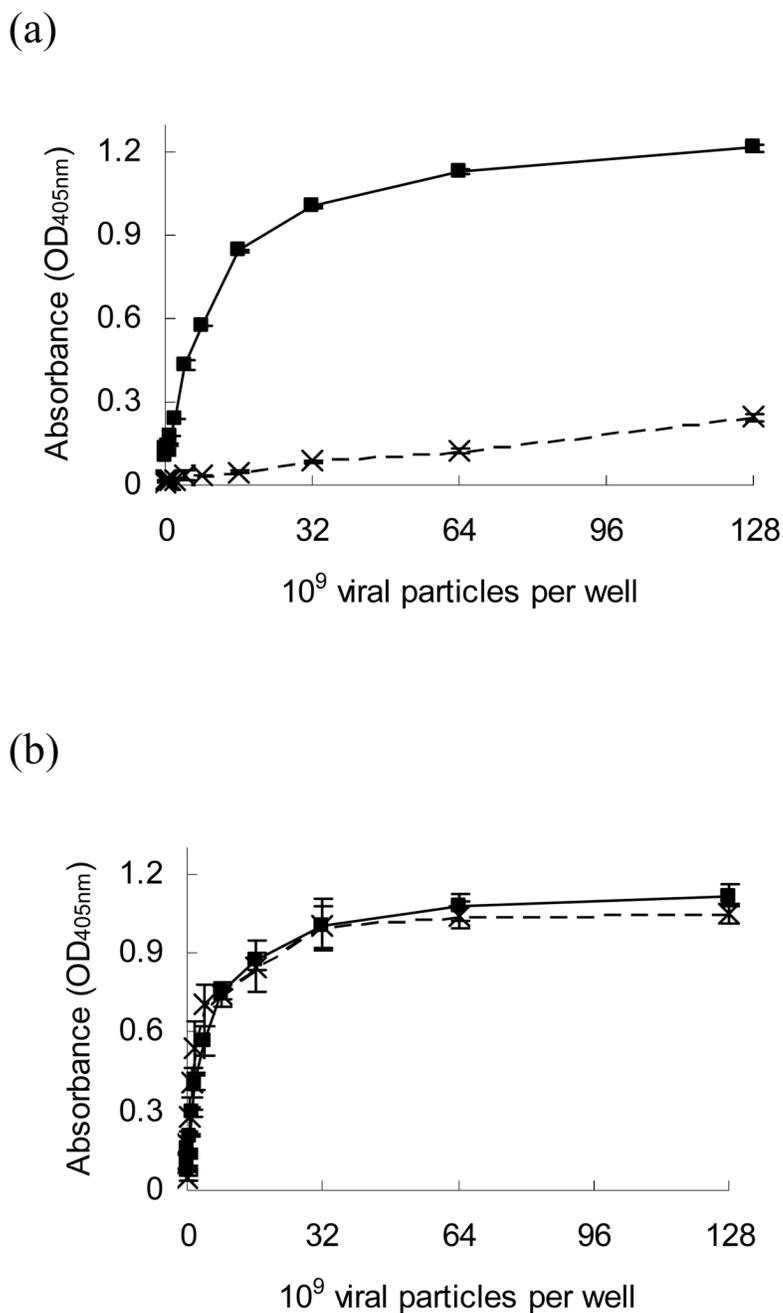 (a)
Absorbance (OD405nm)
1.2
0.9
0.6
0.3
0
0 32 64 96 128
10⁹ viral particles per well
(b)
Absorbance (OD405nm)
1.2
0.9
0.6
0.3
0
0 32 64 96 128
10⁹ viral particles per well